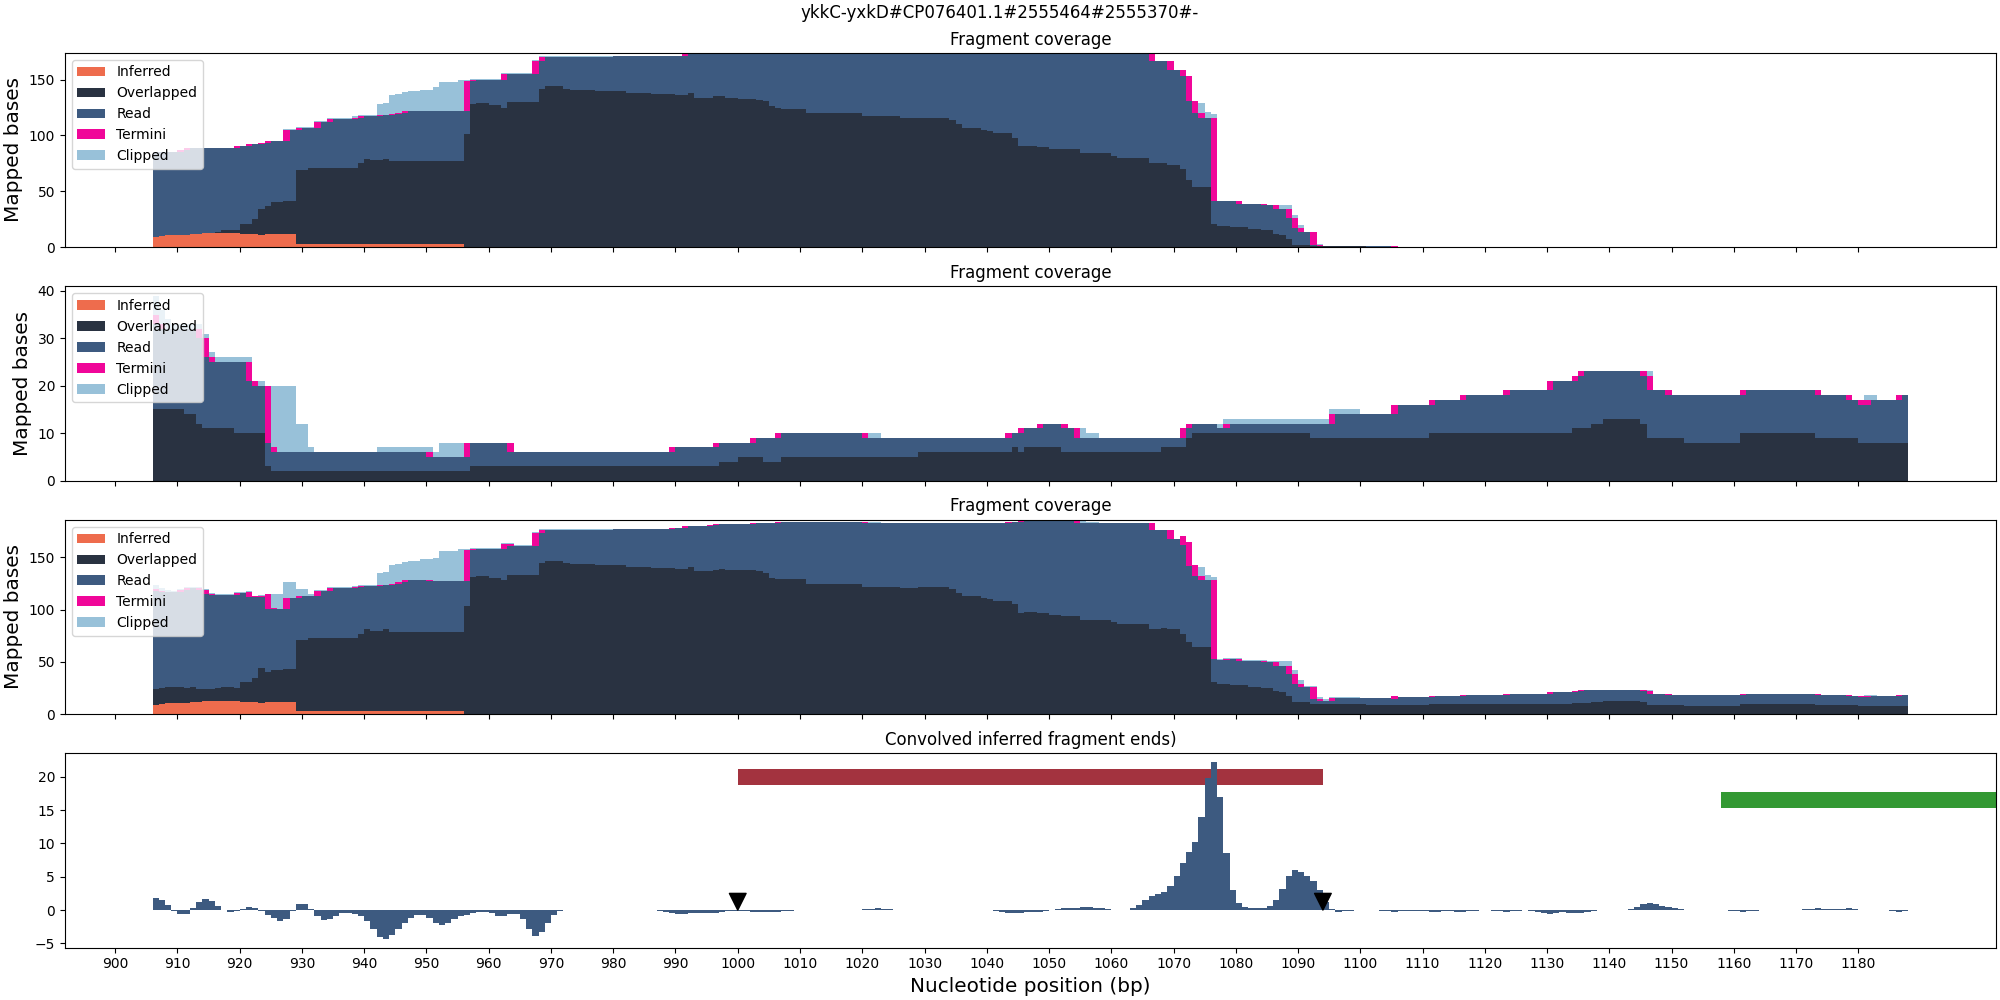 ykkC-yxkD#CP076401.1#2555464#2555370#-
Fragment coverage
Mapped bases
150
100
50
0
Inferred
Overlapped
Read
Termini
Clipped
Fragment coverage
Mapped bases
40
30
20
10
0
Inferred
Overlapped
Read
Termini
Clipped
Fragment coverage
Mapped bases
150
100
50
0
Inferred
Overlapped
Read
Termini
Clipped
Convolved inferred fragment ends)
20
15
10
5
0
−5
900 910 920 930 940 950 960 970 980 990 1000 1010 1020 1030 1040 1050 1060 1070 1080 1090 1100 1110 1120 1130 1140 1150 1160 1170 1180
Nucleotide position (bp)